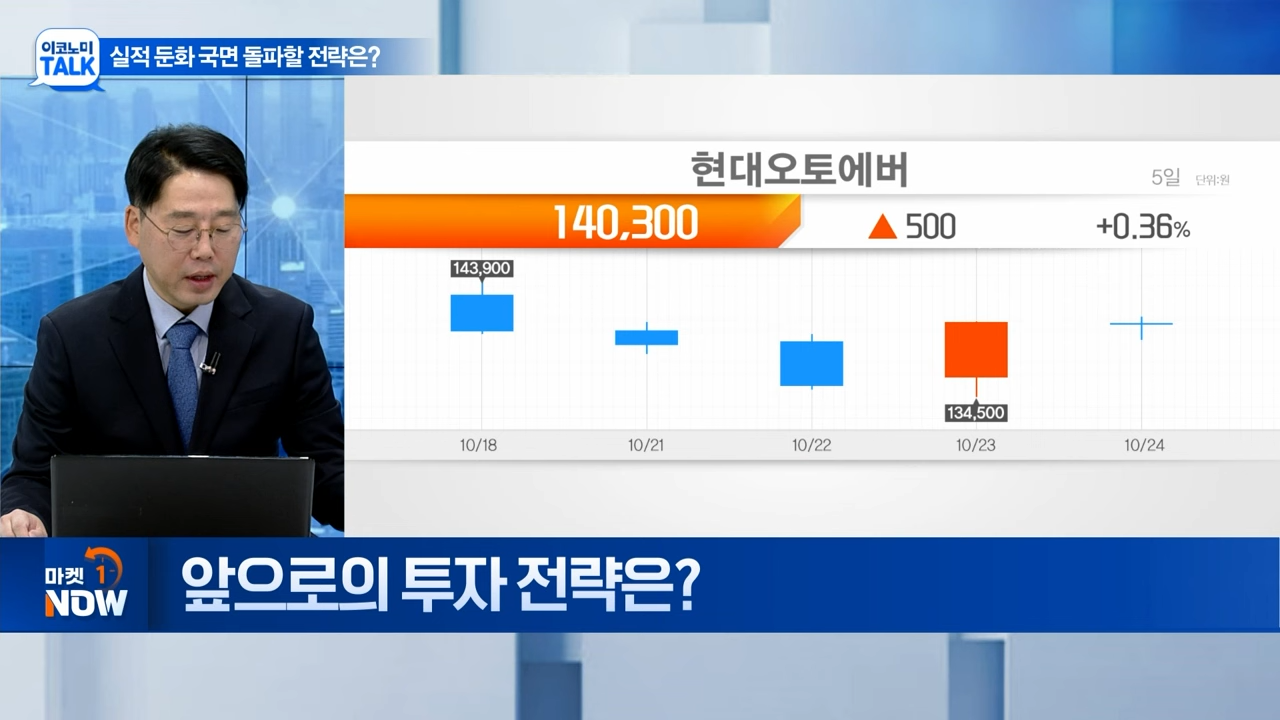 이코노미
TALK
실적 둔화 국면 돌파할 전략은?
현대오토에버
5일 단위:원
140,300 ▲ 500 +0.36%
143,900
134,500
10/18 10/21 10/22 10/23 10/24
마켓 1
NOW
앞으로의 투자 전략은?